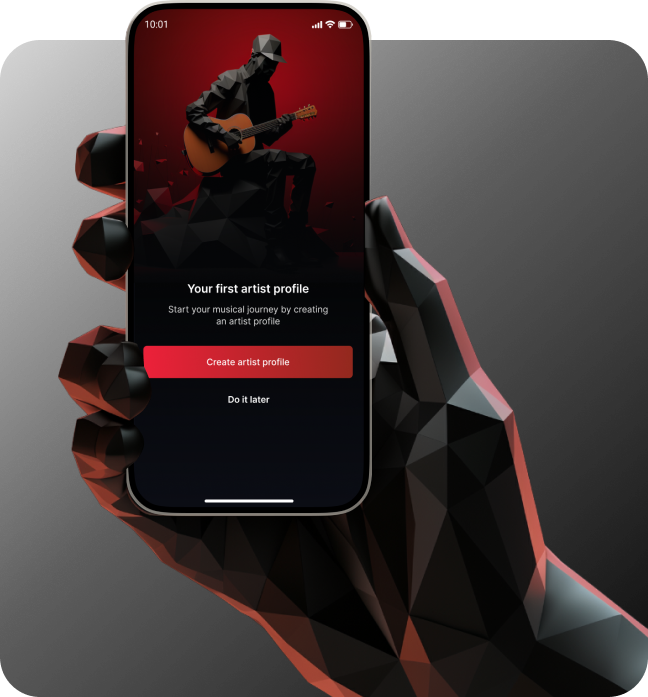 10:01
Your first artist profile
Start your musical journey by creating
an artist profile
Create artist profile
Do it later